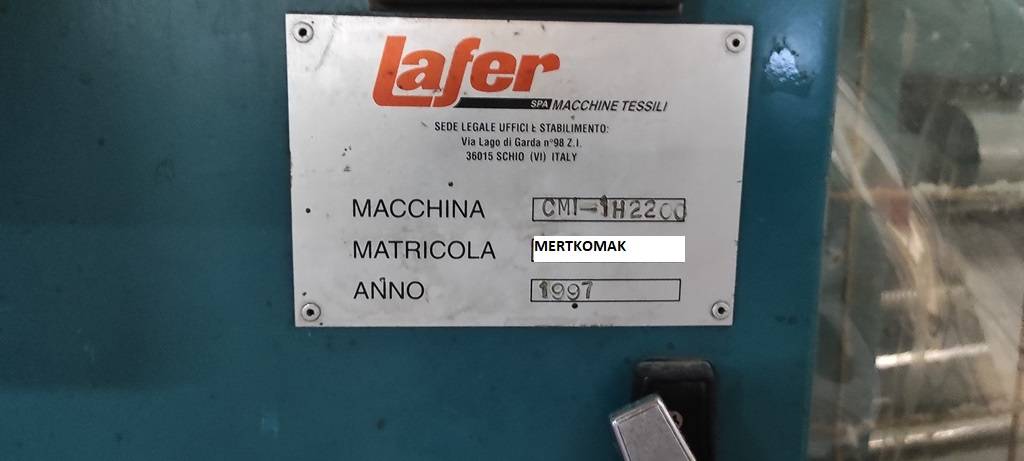 Lafer
SPA MACCHINE TESSILI
SEDE LEGALE UFFICI E STABILIMENTO:
Via Lago di Garda n°98 Z.I.
36015 SCHIO (VI) ITALY
MACCHINA CMI-1H2200
MATRICOLA MERTKOMAK
ANNO 1997